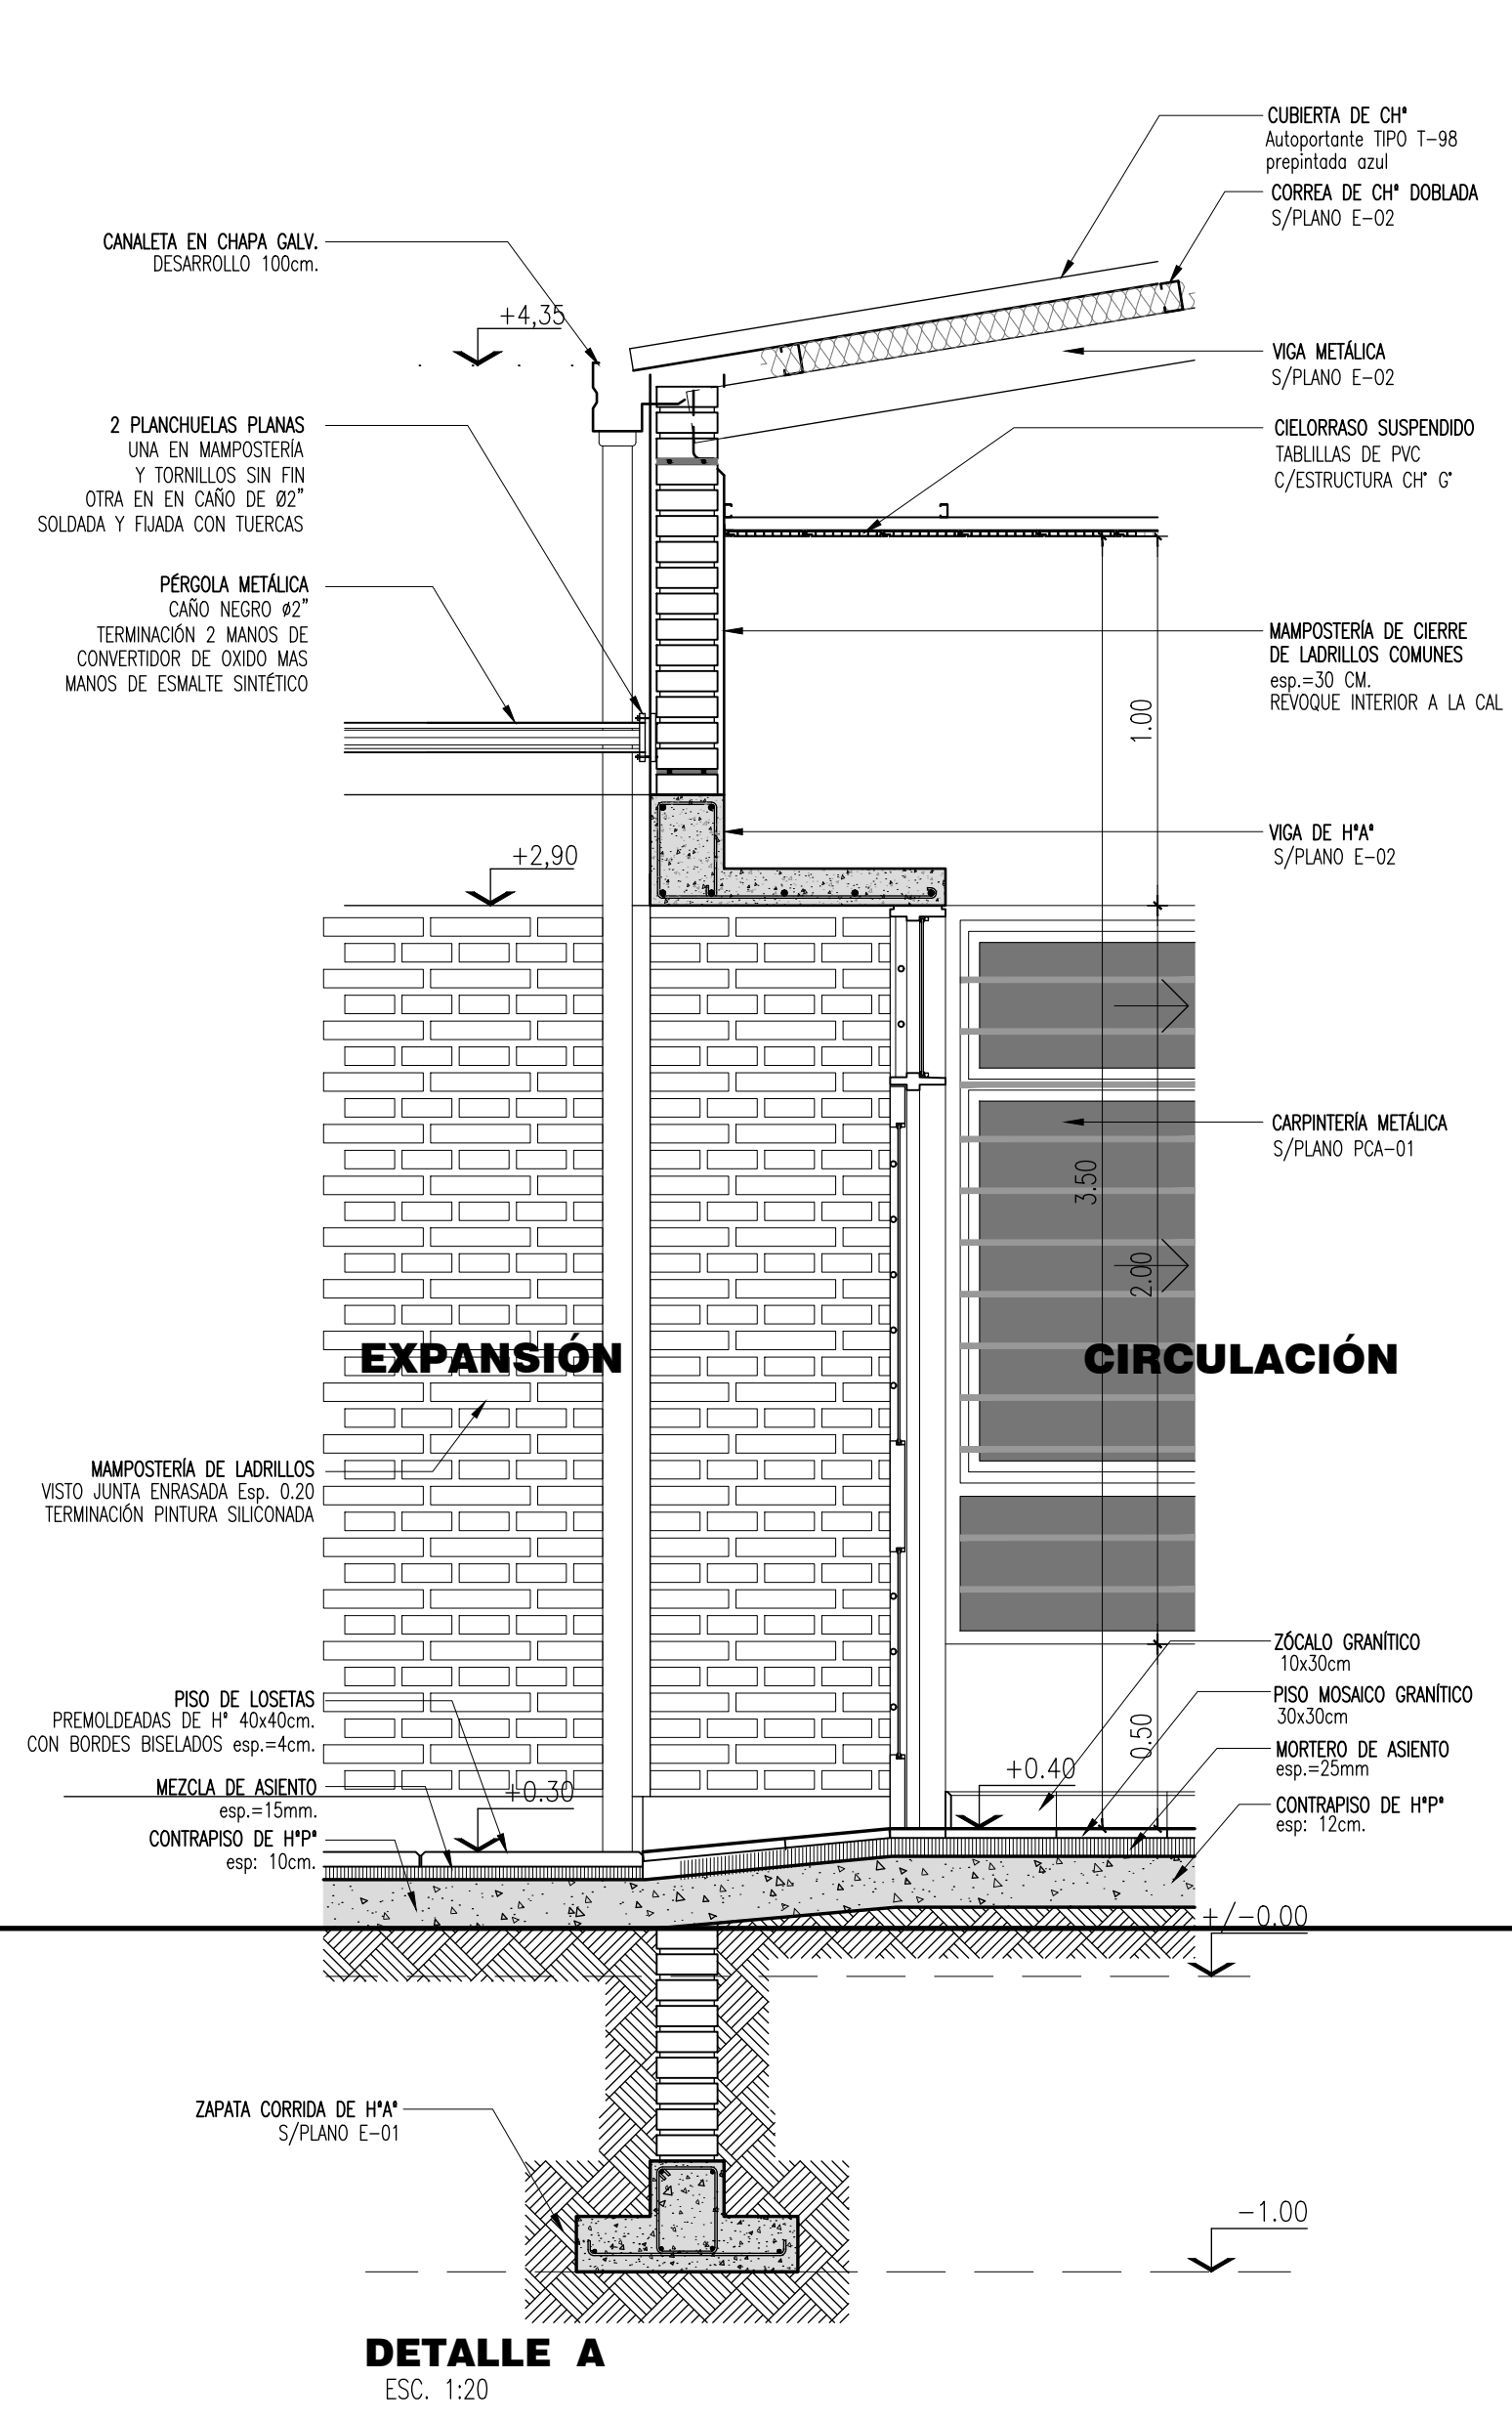 CUBIERTA DE CHª
Autoportante TIPO T-98
prepintada azul
CORREA DE CHª DOBLADA
S/PLANO E-02
CANALETA EN CHAPA GALV.
DESARROLLO 100cm.
+4,35
VIGA METÁLICA
S/PLANO E-02
2 PLANCHUELAS PLANAS
UNA EN MAMPOSTERÍA
Y TORNILLOS SIN FIN
OTRA EN EN CAÑO DE Ø2"
SOLDADA Y FIJADA CON TUERCAS
CIELORRASO SUSPENDIDO
TABLILLAS DE PVC
C/ESTRUCTURA CH° G°
PÉRGOLA METÁLICA
CAÑO NEGRO ø2"
TERMINACIÓN 2 MANOS DE
CONVERTIDOR DE OXIDO MAS
MANOS DE ESMALTE SINTÉTICO
MAMPOSTERÍA DE CIERRE
DE LADRILLOS COMUNES
esp.=30 CM.
REVOQUE INTERIOR A LA CAL
1.00
VIGA DE HªAª
S/PLANO E-02
+2,90
CARPINTERÍA METÁLICA
S/PLANO PCA-01
3.50
2.00
EXPANSIÓN
CIRCULACIÓN
MAMPOSTERÍA DE LADRILLOS
VISTO JUNTA ENRASADA Esp. 0.20
TERMINACIÓN PINTURA SILICONADA
ZÓCALO GRANÍTICO
10x30cm
PISO DE LOSETAS
PREMOLDEADAS DE Hª 40x40cm.
CON BORDES BISELADOS esp.=4cm.
PISO MOSAICO GRANÍTICO
30x30cm
0.50
MORTERO DE ASIENTO
esp.=25mm
MEZCLA DE ASIENTO
esp.=15mm.
+0.30
+0.40
CONTRAPISO DE HªPª
esp: 12cm.
CONTRAPISO DE HªPª
esp: 10cm.
+/-0.00
ZAPATA CORRIDA DE HªAª
S/PLANO E-01
-1.00
DETALLE A
ESC. 1:20